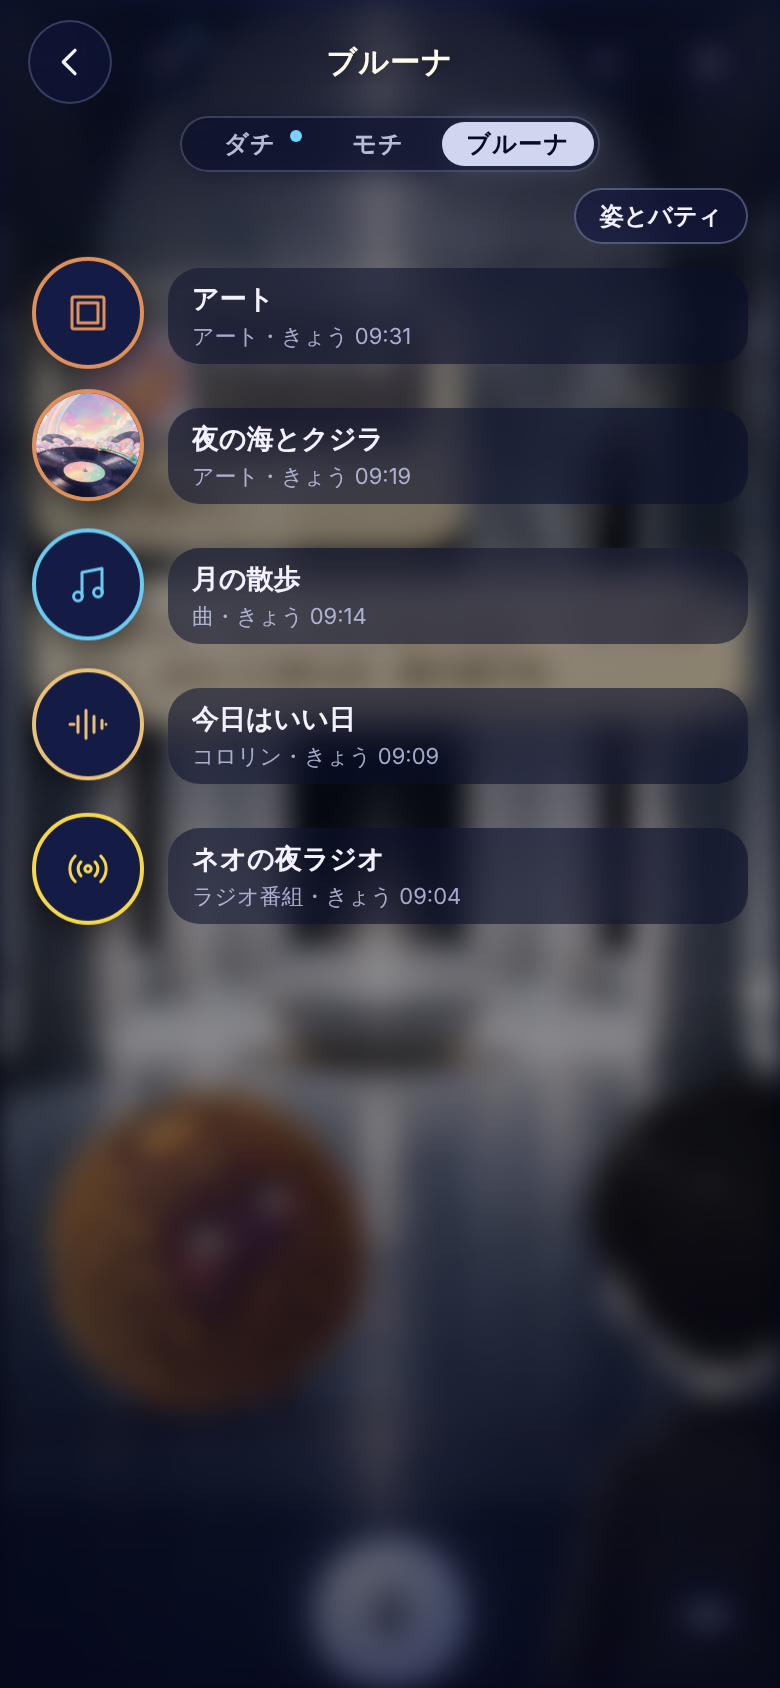 ブルーナ
ダチ モチ ブルーナ
姿とバティ
アート
アート・きょう 09:31
夜の海とクジラ
アート・きょう 09:19
月の散歩
曲・きょう 09:14
今日はいい日
コロリン・きょう 09:09
ネオの夜ラジオ
ラジオ番組・きょう 09:04